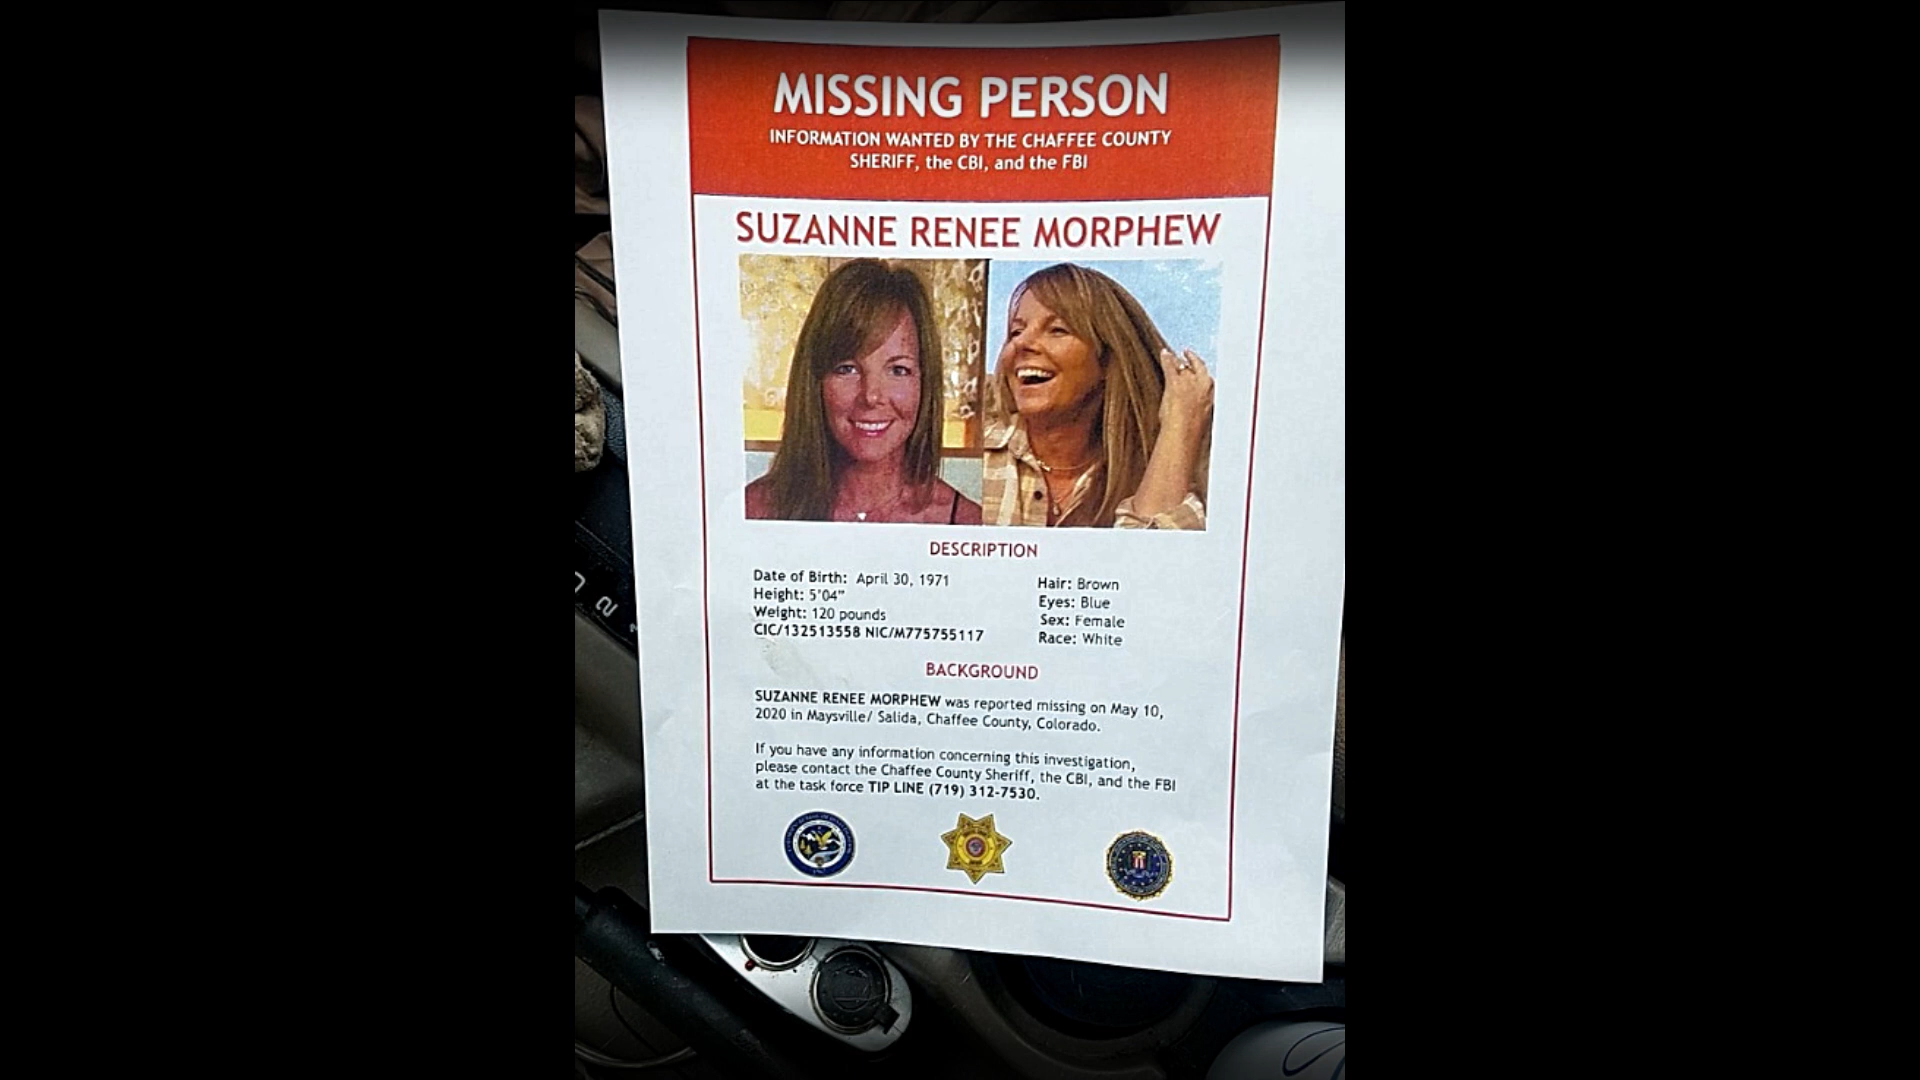 MISSING PERSON
INFORMATION WANTED BY THE CHAFFEE COUNTY
SHERIFF, the CBI, and the FBI
SUZANNE RENEE MORPHEW
DESCRIPTION
Date of Birth: April 30, 1971
Height: 5'04"
Weight: 120 pounds
CIC/132513558 NIC/M775755117
Hair: Brown
Eyes: Blue
Sex: Female
Race: White
BACKGROUND
SUZANNE RENEE MORPHEW was reported missing on May 10,
2020 in Maysville/ Salida, Chaffee County, Colorado.
If you have any information concerning this investigation,
please contact the Chaffee County Sheriff, the CBI, and the FBI
at the task force TIP LINE (719) 312-7530.
2